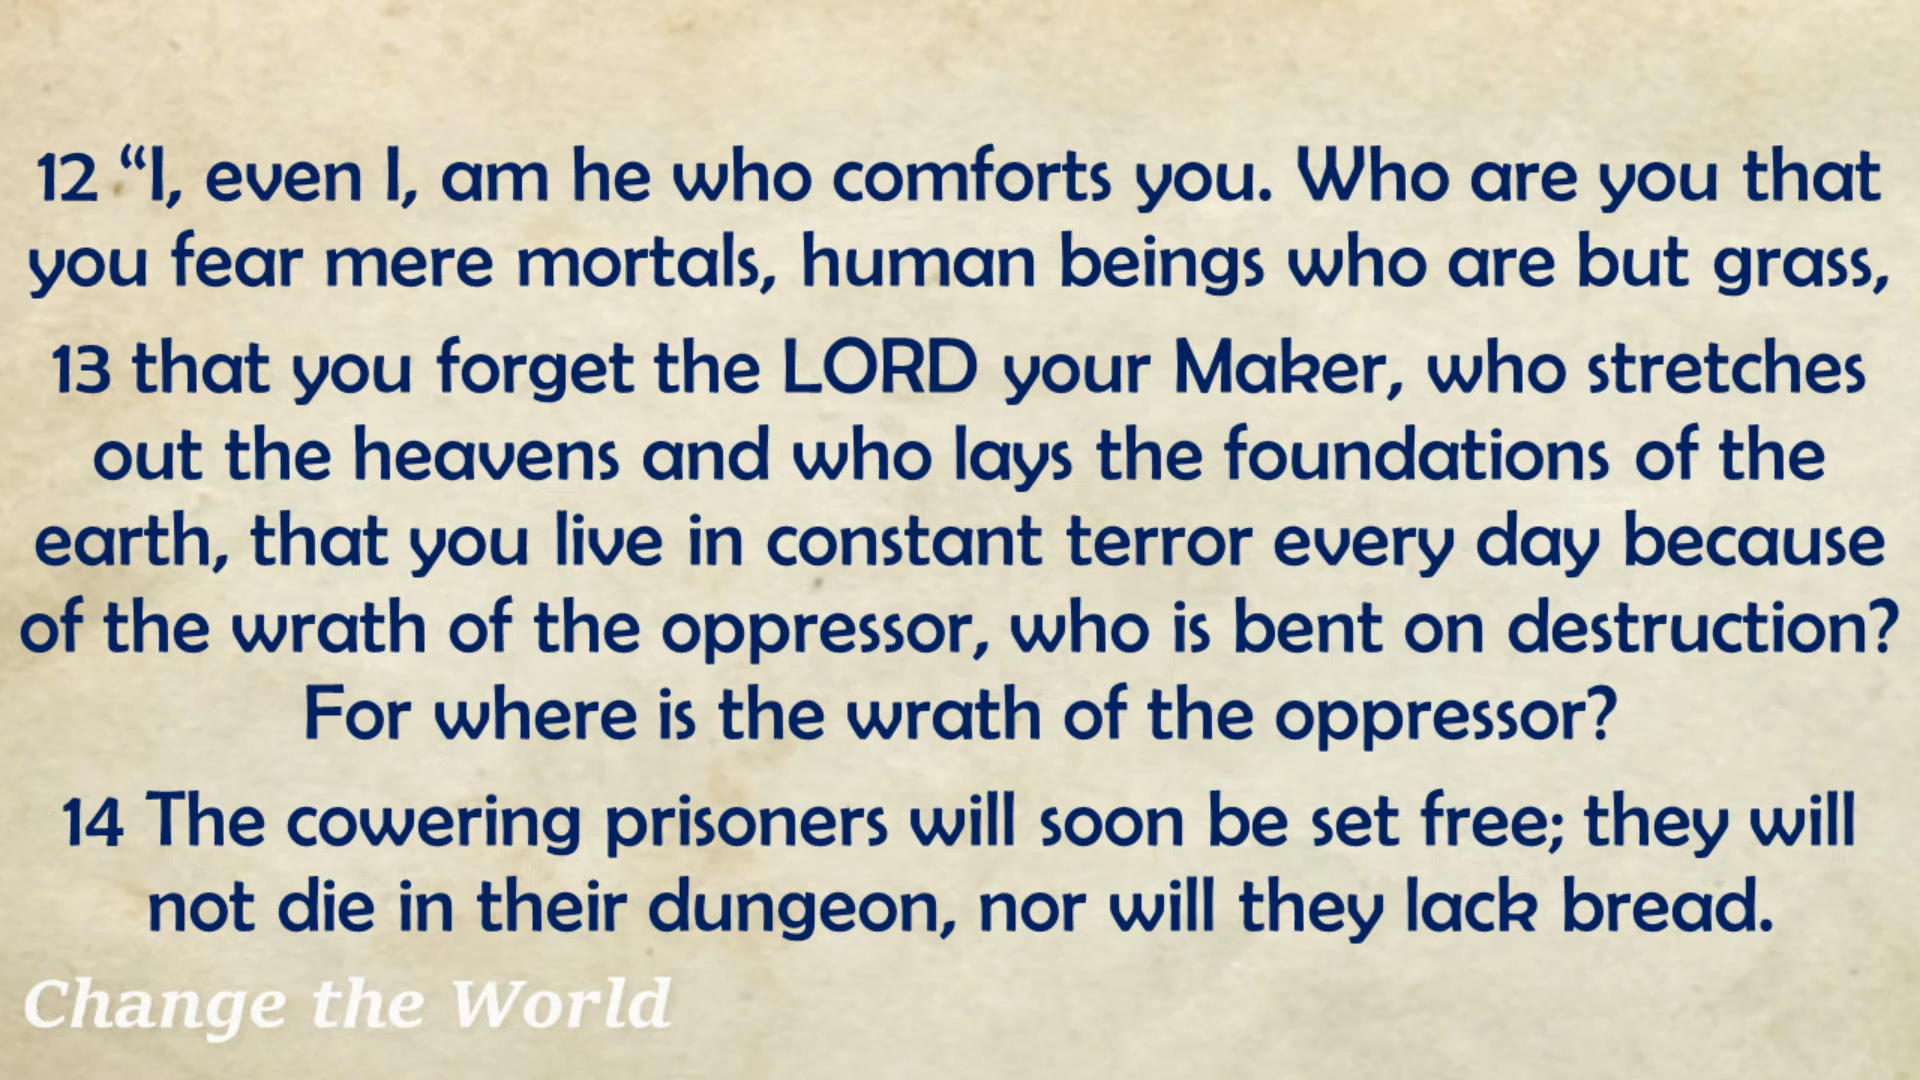 12 “I, even I, am he who comforts you. Who are you that
you fear mere mortals, human beings who are but grass,
13 that you forget the LORD your Maker, who stretches
out the heavens and who lays the foundations of the
earth, that you live in constant terror every day because
of the wrath of the oppressor, who is bent on destruction?
For where is the wrath of the oppressor?
14 The cowering prisoners will soon be set free; they will
not die in their dungeon, nor will they lack bread.
Change the World